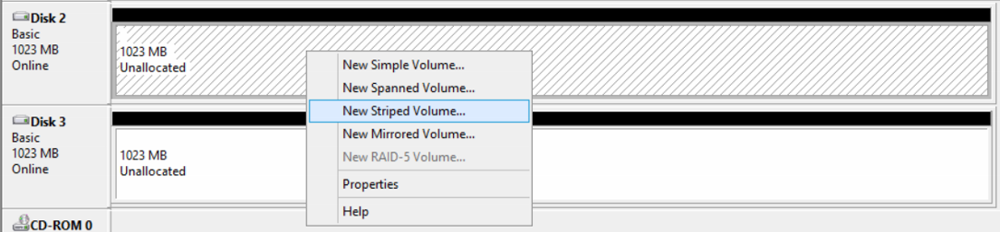 Disk 2
Basic
1023 MB
Online
1023 MB
Unallocated
New Simple Volume...
New Spanned Volume...
New Striped Volume...
New Mirrored Volume...
New RAID-5 Volume...
Properties
Help
Disk 3
Basic
1023 MB
Online
1023 MB
Unallocated
CD-ROM 0